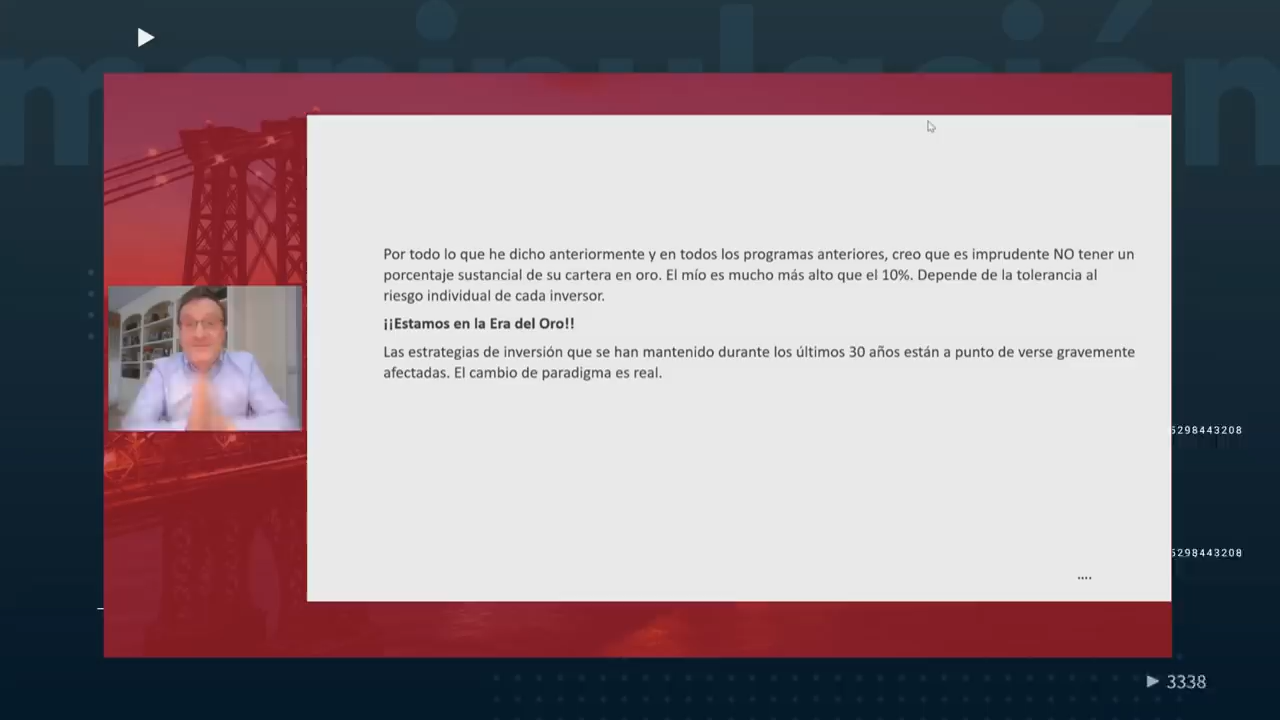 manipulación
Por todo lo que he dicho anteriormente y en todos los programas anteriores, creo que es imprudente NO tener un
porcentaje sustancial de su cartera en oro. El mío es mucho más alto que el 10%. Depende de la tolerancia al
riesgo individual de cada inversor.
¡¡Estamos en la Era del Oro!!
Las estrategias de inversión que se han mantenido durante los últimos 30 años están a punto de verse gravemente
afectadas. El cambio de paradigma es real.
5298443208
5298443208
....
3338